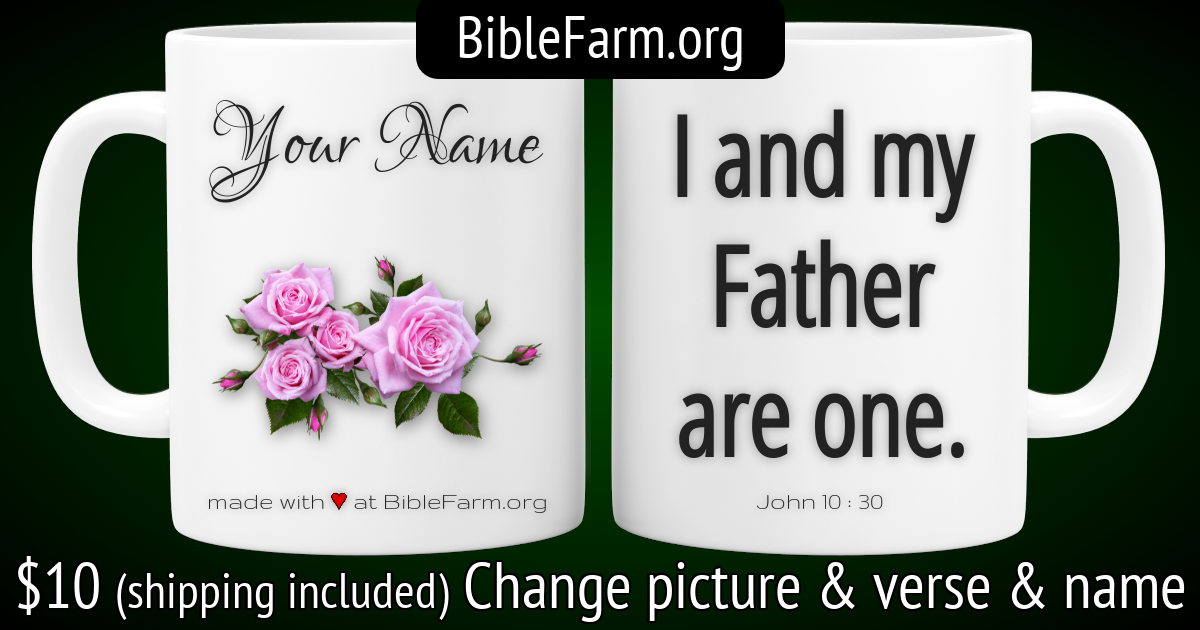 BibleFarm.org
Your Name
made with ♥ at BibleFarm.org
I and my
Father
are one.
John 10 : 30
$10 (shipping included) Change picture & verse & name